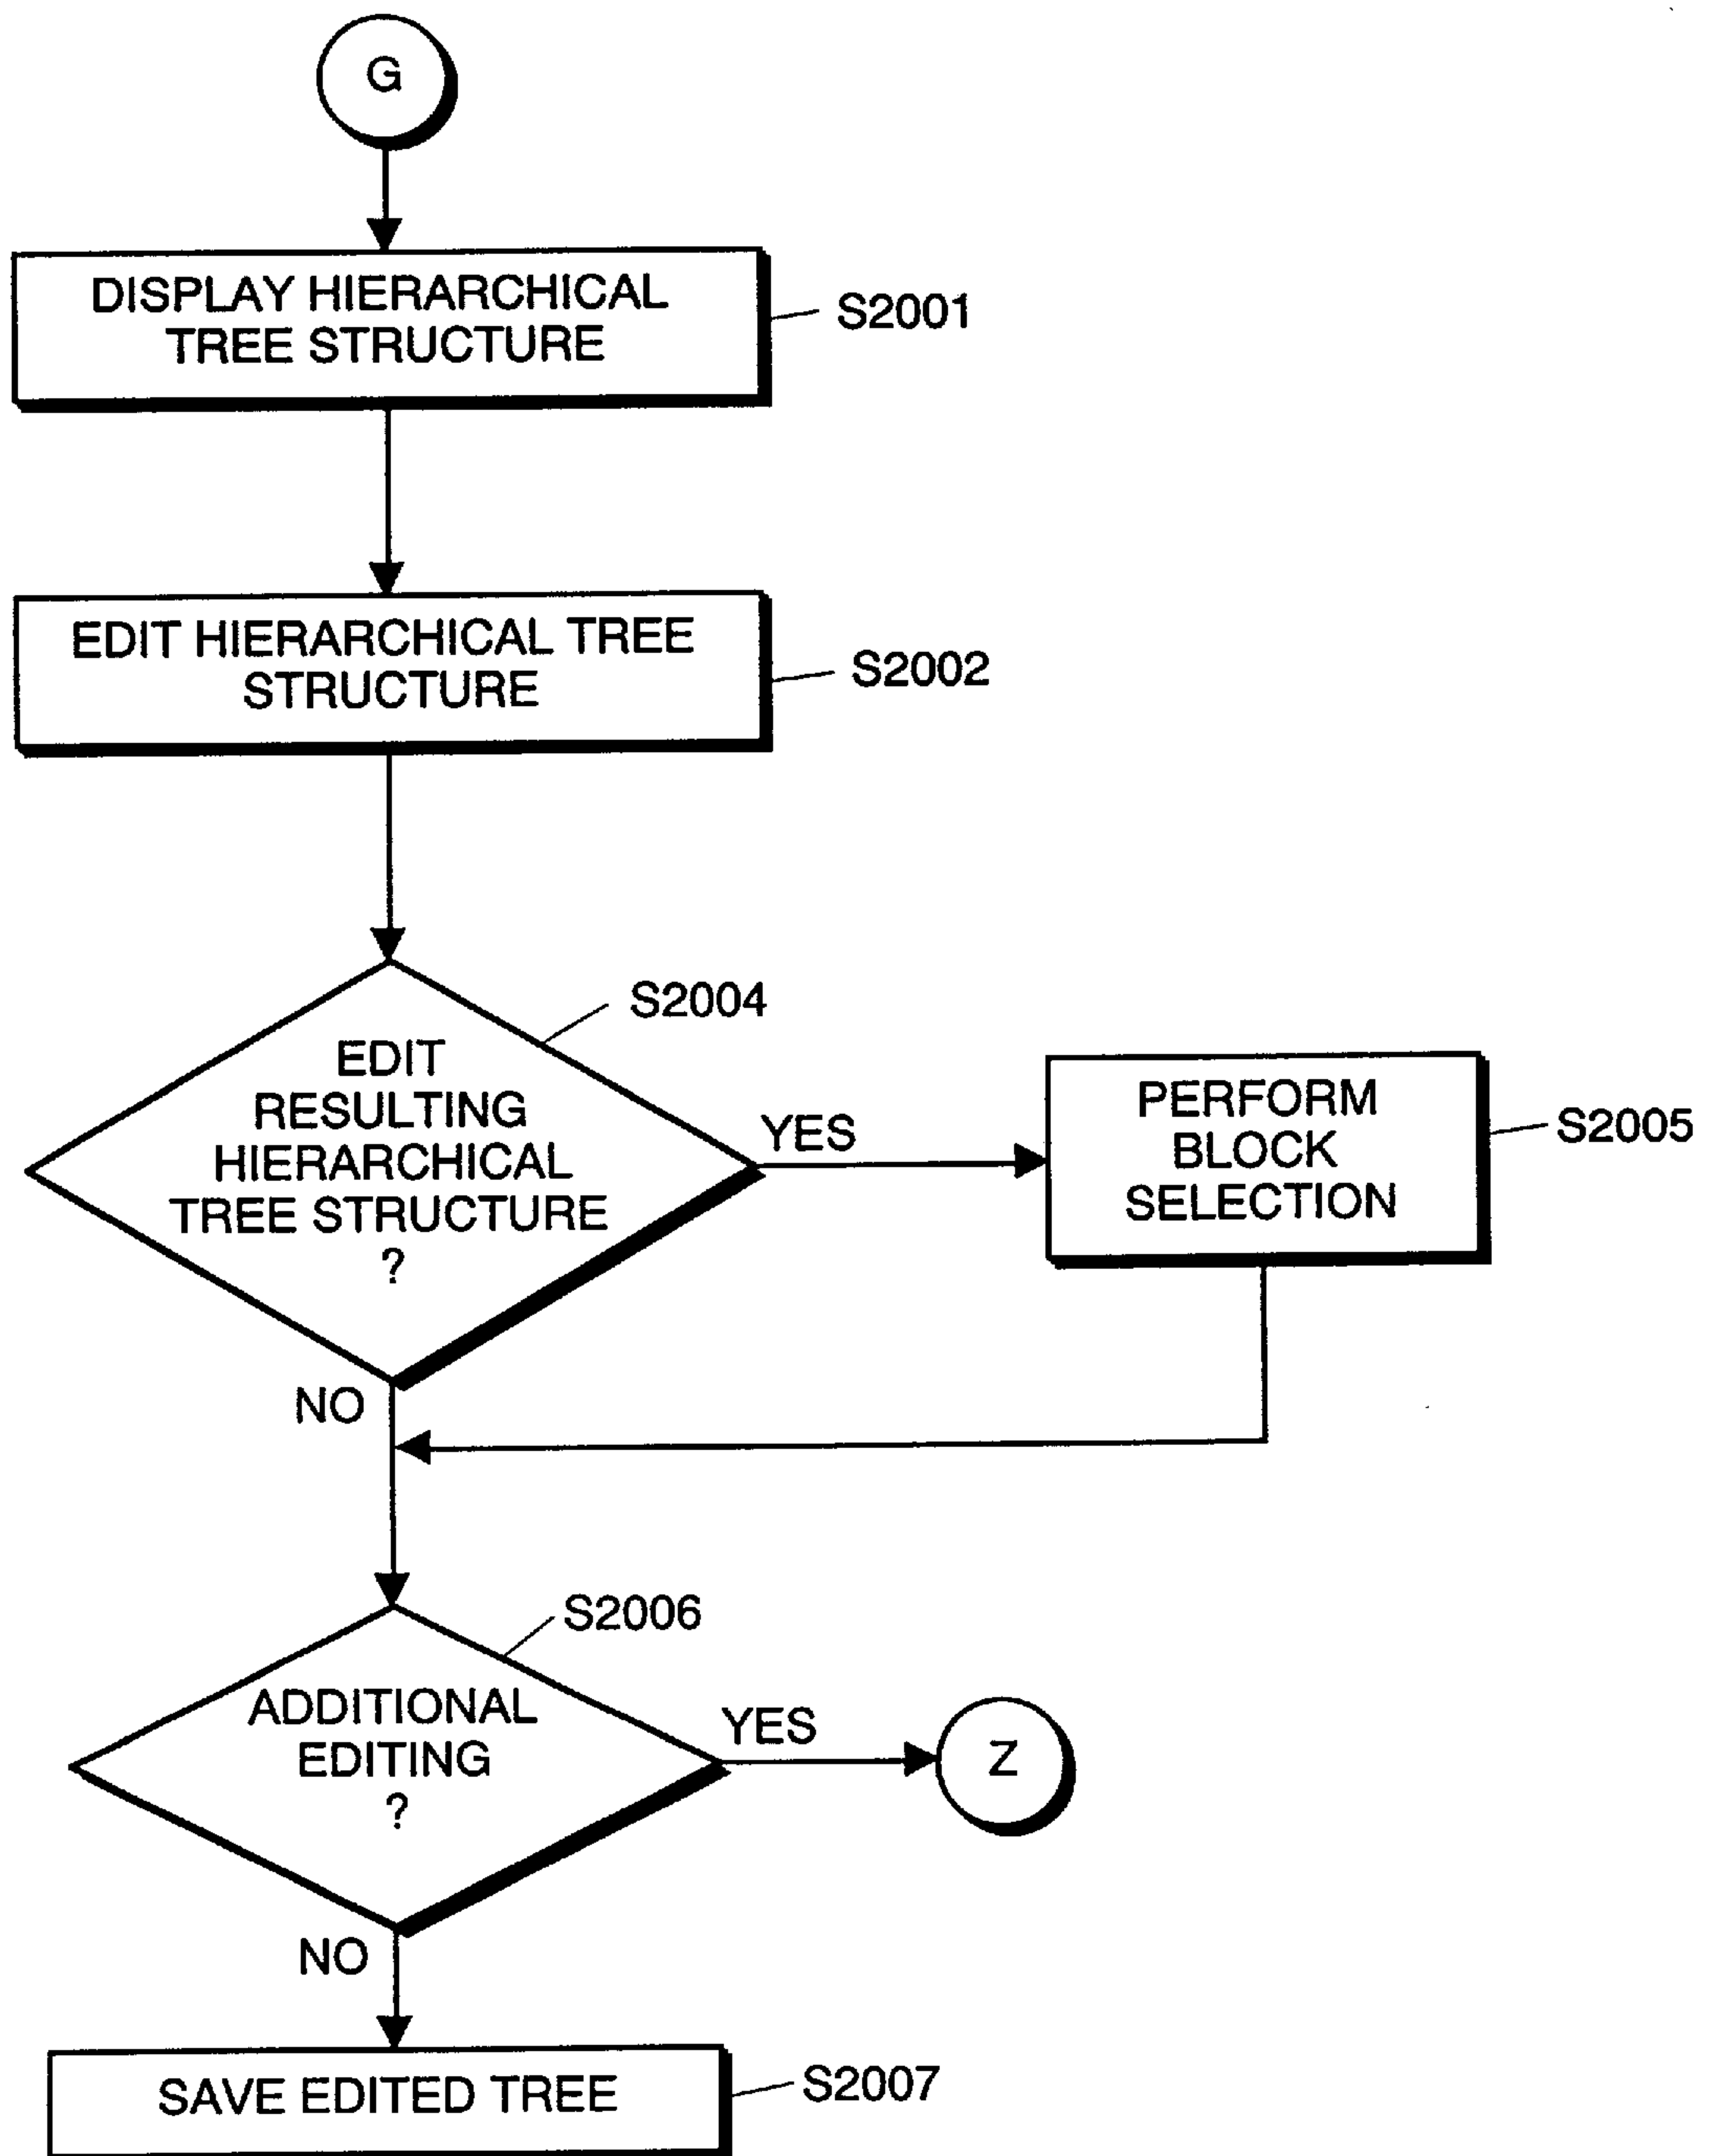 G
DISPLAY HIERARCHICAL
TREE STRUCTURE
S2001
EDIT HIERARCHICAL TREE
STRUCTURE
S2002
S2004
EDIT
RESULTING
HIERARCHICAL
TREE STRUCTURE
?
YES
PERFORM
BLOCK
SELECTION
S2005
NO
S2006
ADDITIONAL
EDITING
?
YES
Z
NO
SAVE EDITED TREE
S2007